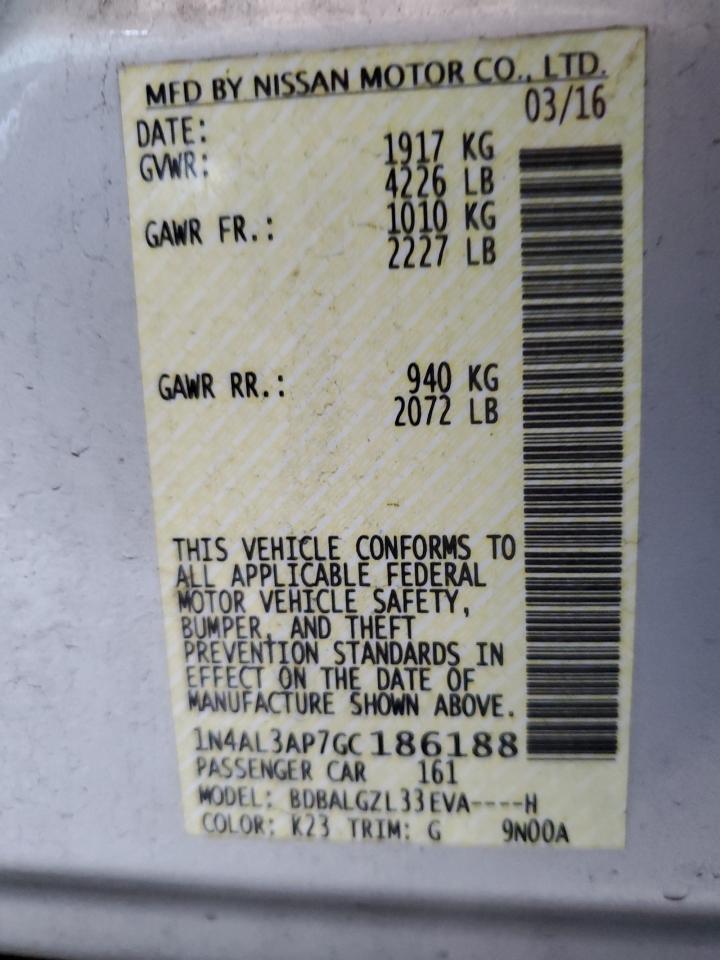 MFD BY NISSAN MOTOR CO., LTD.
DATE: 03/16
GVWR: 1917 KG
4226 LB
GAWR FR.: 1010 KG
2227 LB
GAWR RR.: 940 KG
2072 LB
THIS VEHICLE CONFORMS TO
ALL APPLICABLE FEDERAL
MOTOR VEHICLE SAFETY,
BUMPER, AND THEFT
PREVENTION STANDARDS IN
EFFECT ON THE DATE OF
MANUFACTURE SHOWN ABOVE.
1N4AL3AP7GC186188
PASSENGER CAR 161
MODEL: BDBALGZL33EVA----H
COLOR: K23 TRIM: G 9N00A